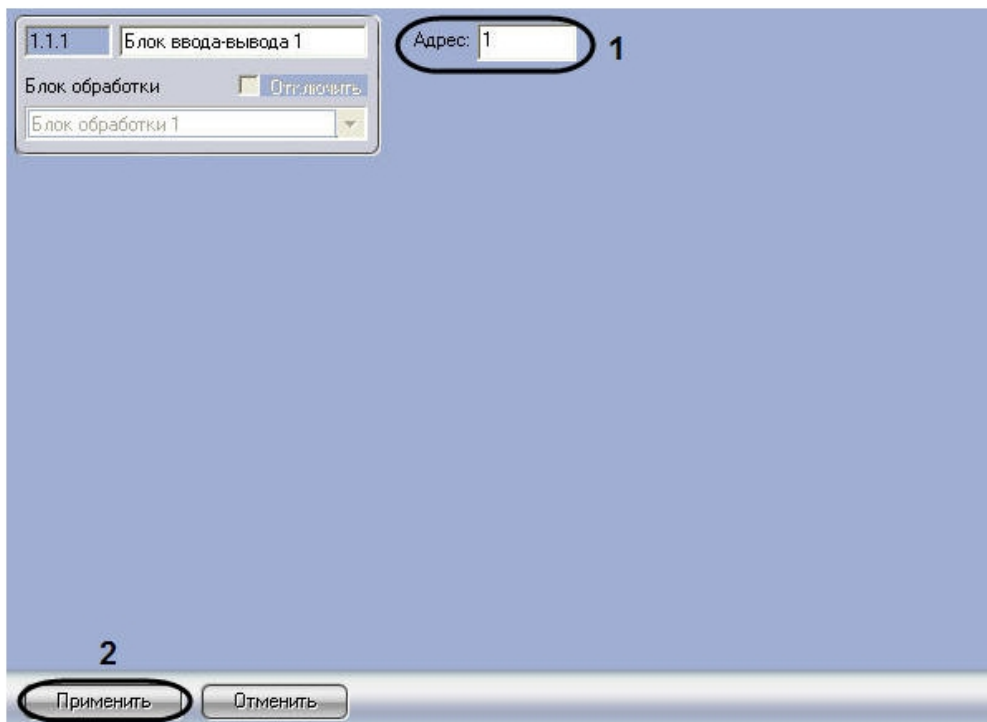 1.1.1 Блок ввода-вывода 1 Адрес: 1 1
Блок обработки Отключить
Блок обработки 1
2
Применить Отменить